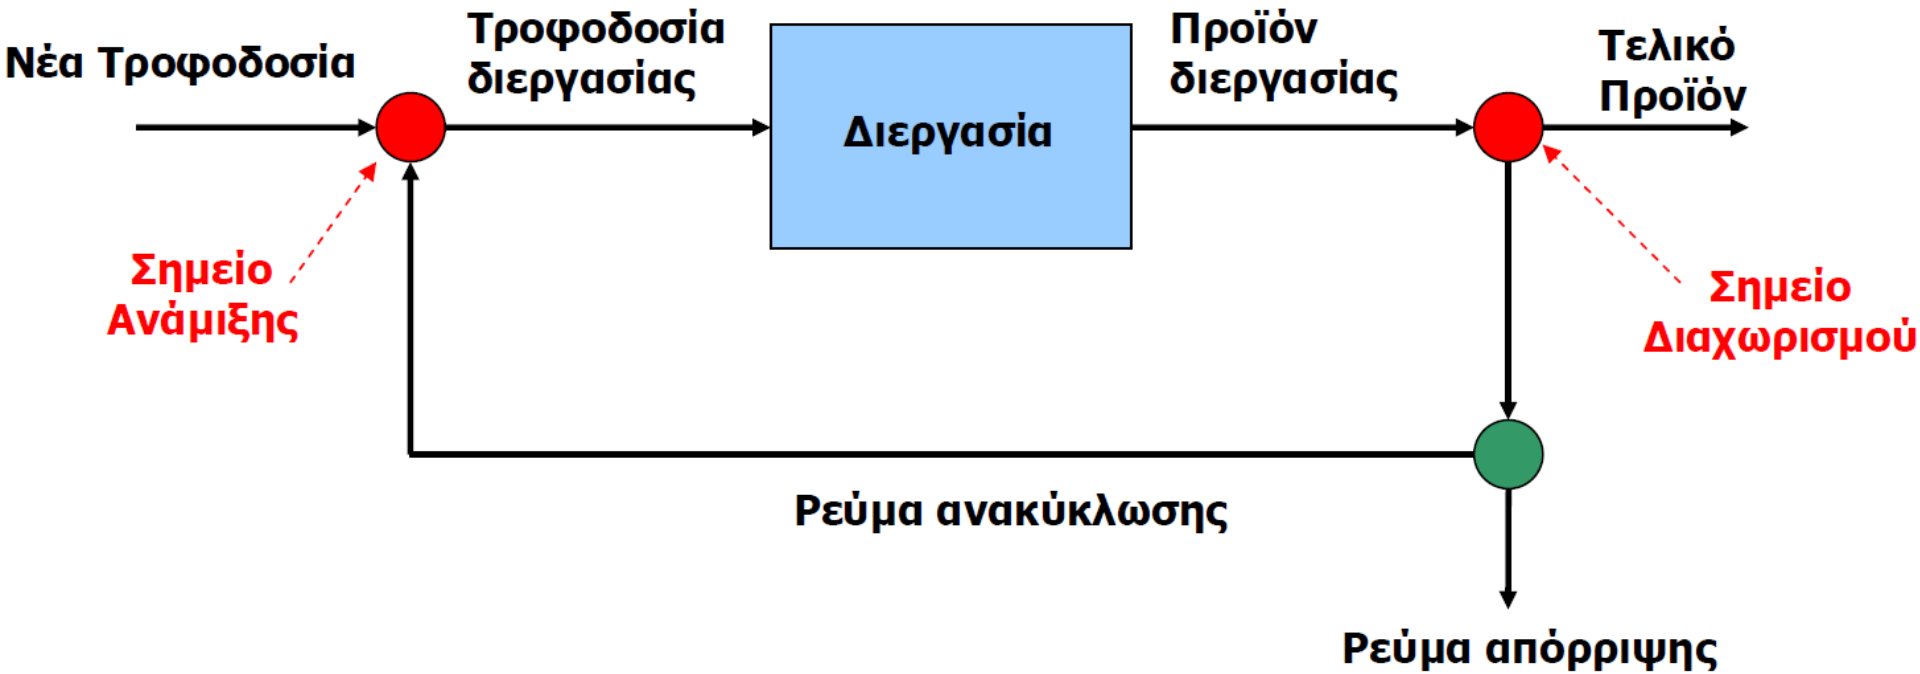 Νέα Τροφοδοσία
Τροφοδοσία
διεργασίας
Διεργασία
Προϊόν
διεργασίας
Τελικό
Προϊόν
Σημείο
Ανάμιξης
Σημείο
Διαχωρισμού
Ρεύμα ανακύκλωσης
Ρεύμα απόρριψης